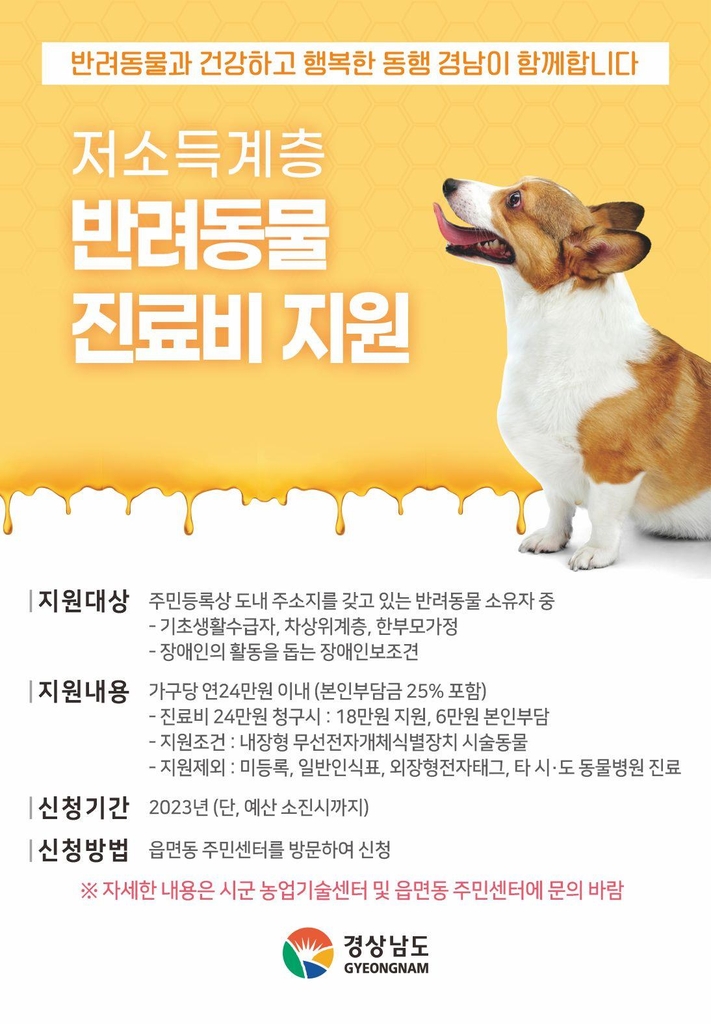 반려동물과 건강하고 행복한 동행 경남이 함께합니다
저소득계층
반려동물
진료비 지원
지원대상 주민등록상 도내 주소지를 갖고 있는 반려동물 소유자 중
- 기초생활수급자, 차상위계층, 한부모가정
- 장애인의 활동을 돕는 장애인보조견
지원내용 가구당 연24만원 이내 (본인부담금 25% 포함)
- 진료비 24만원 청구시 : 18만원 지원, 6만원 본인부담
- 지원조건 : 내장형 무선전자개체식별장치 시술동물
- 지원제외 : 미등록, 일반인식표, 외장형전자태그, 타 시·도 동물병원 진료
신청기간 2023년 (단, 예산 소진시까지)
신청방법 읍면동 주민센터를 방문하여 신청
※ 자세한 내용은 시군 농업기술센터 및 읍면동 주민센터에 문의 바람
경상남도
GYEONGNAM